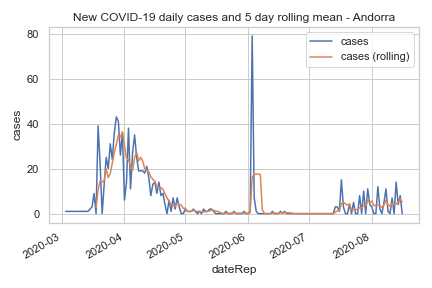 New COVID-19 daily cases and 5 day rolling mean - Andorra
cases
cases (rolling)
80
60
40
20
0
cases
2020-03
2020-04
2020-05
2020-06
2020-07
2020-08
dateRep